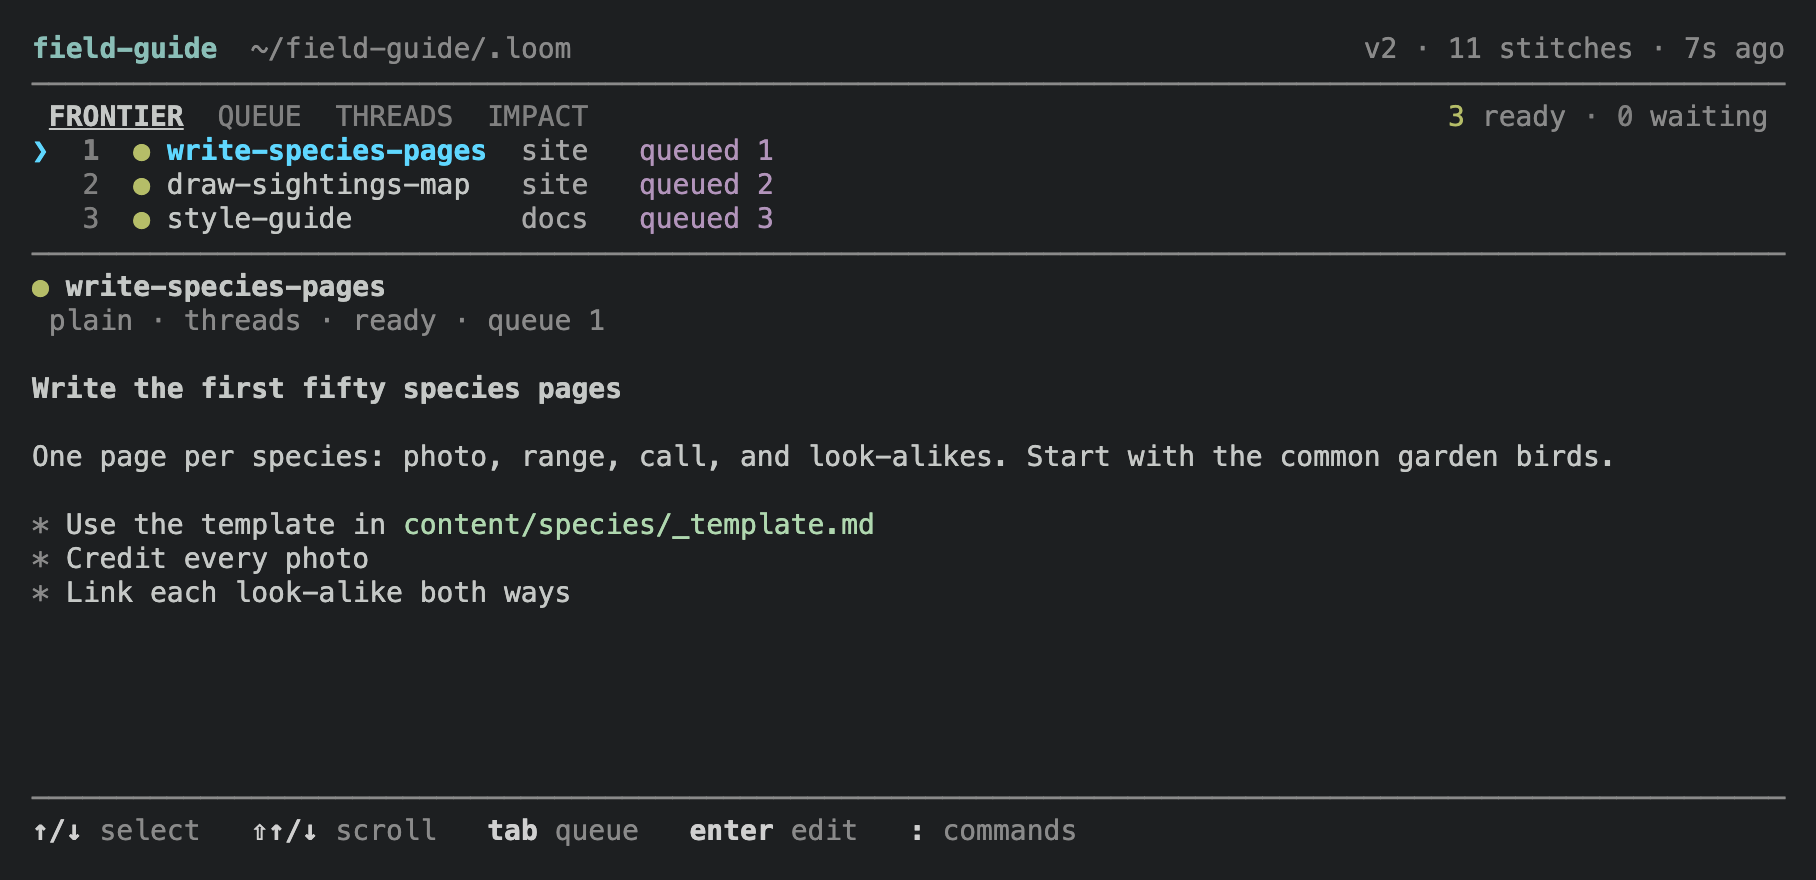 field-guide ~/field-guide/.loom v2 · 11 stitches · 7s ago
FRONTIER QUEUE THREADS IMPACT 3 ready · 0 waiting
❯ 1 ● write-species-pages site queued 1
2 ● draw-sightings-map site queued 2
3 ● style-guide docs queued 3
● write-species-pages
plain · threads · ready · queue 1
Write the first fifty species pages
One page per species: photo, range, call, and look-alikes. Start with the common garden birds.
* Use the template in content/species/_template.md
* Credit every photo
* Link each look-alike both ways
↑/↓ select ⇧↑/↓ scroll tab queue enter edit : commands